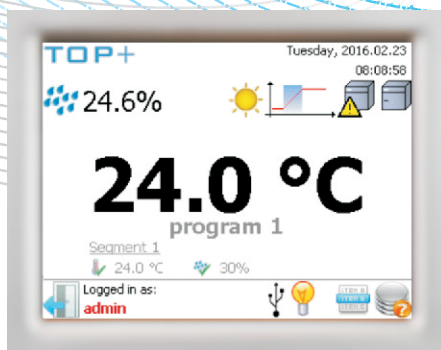 TOP+
Tuesday, 2016.02.23
08:08:58
24.6%
24.0 °C
program 1
Segment 1
24.0 °C 30%
Logged in as:
admin